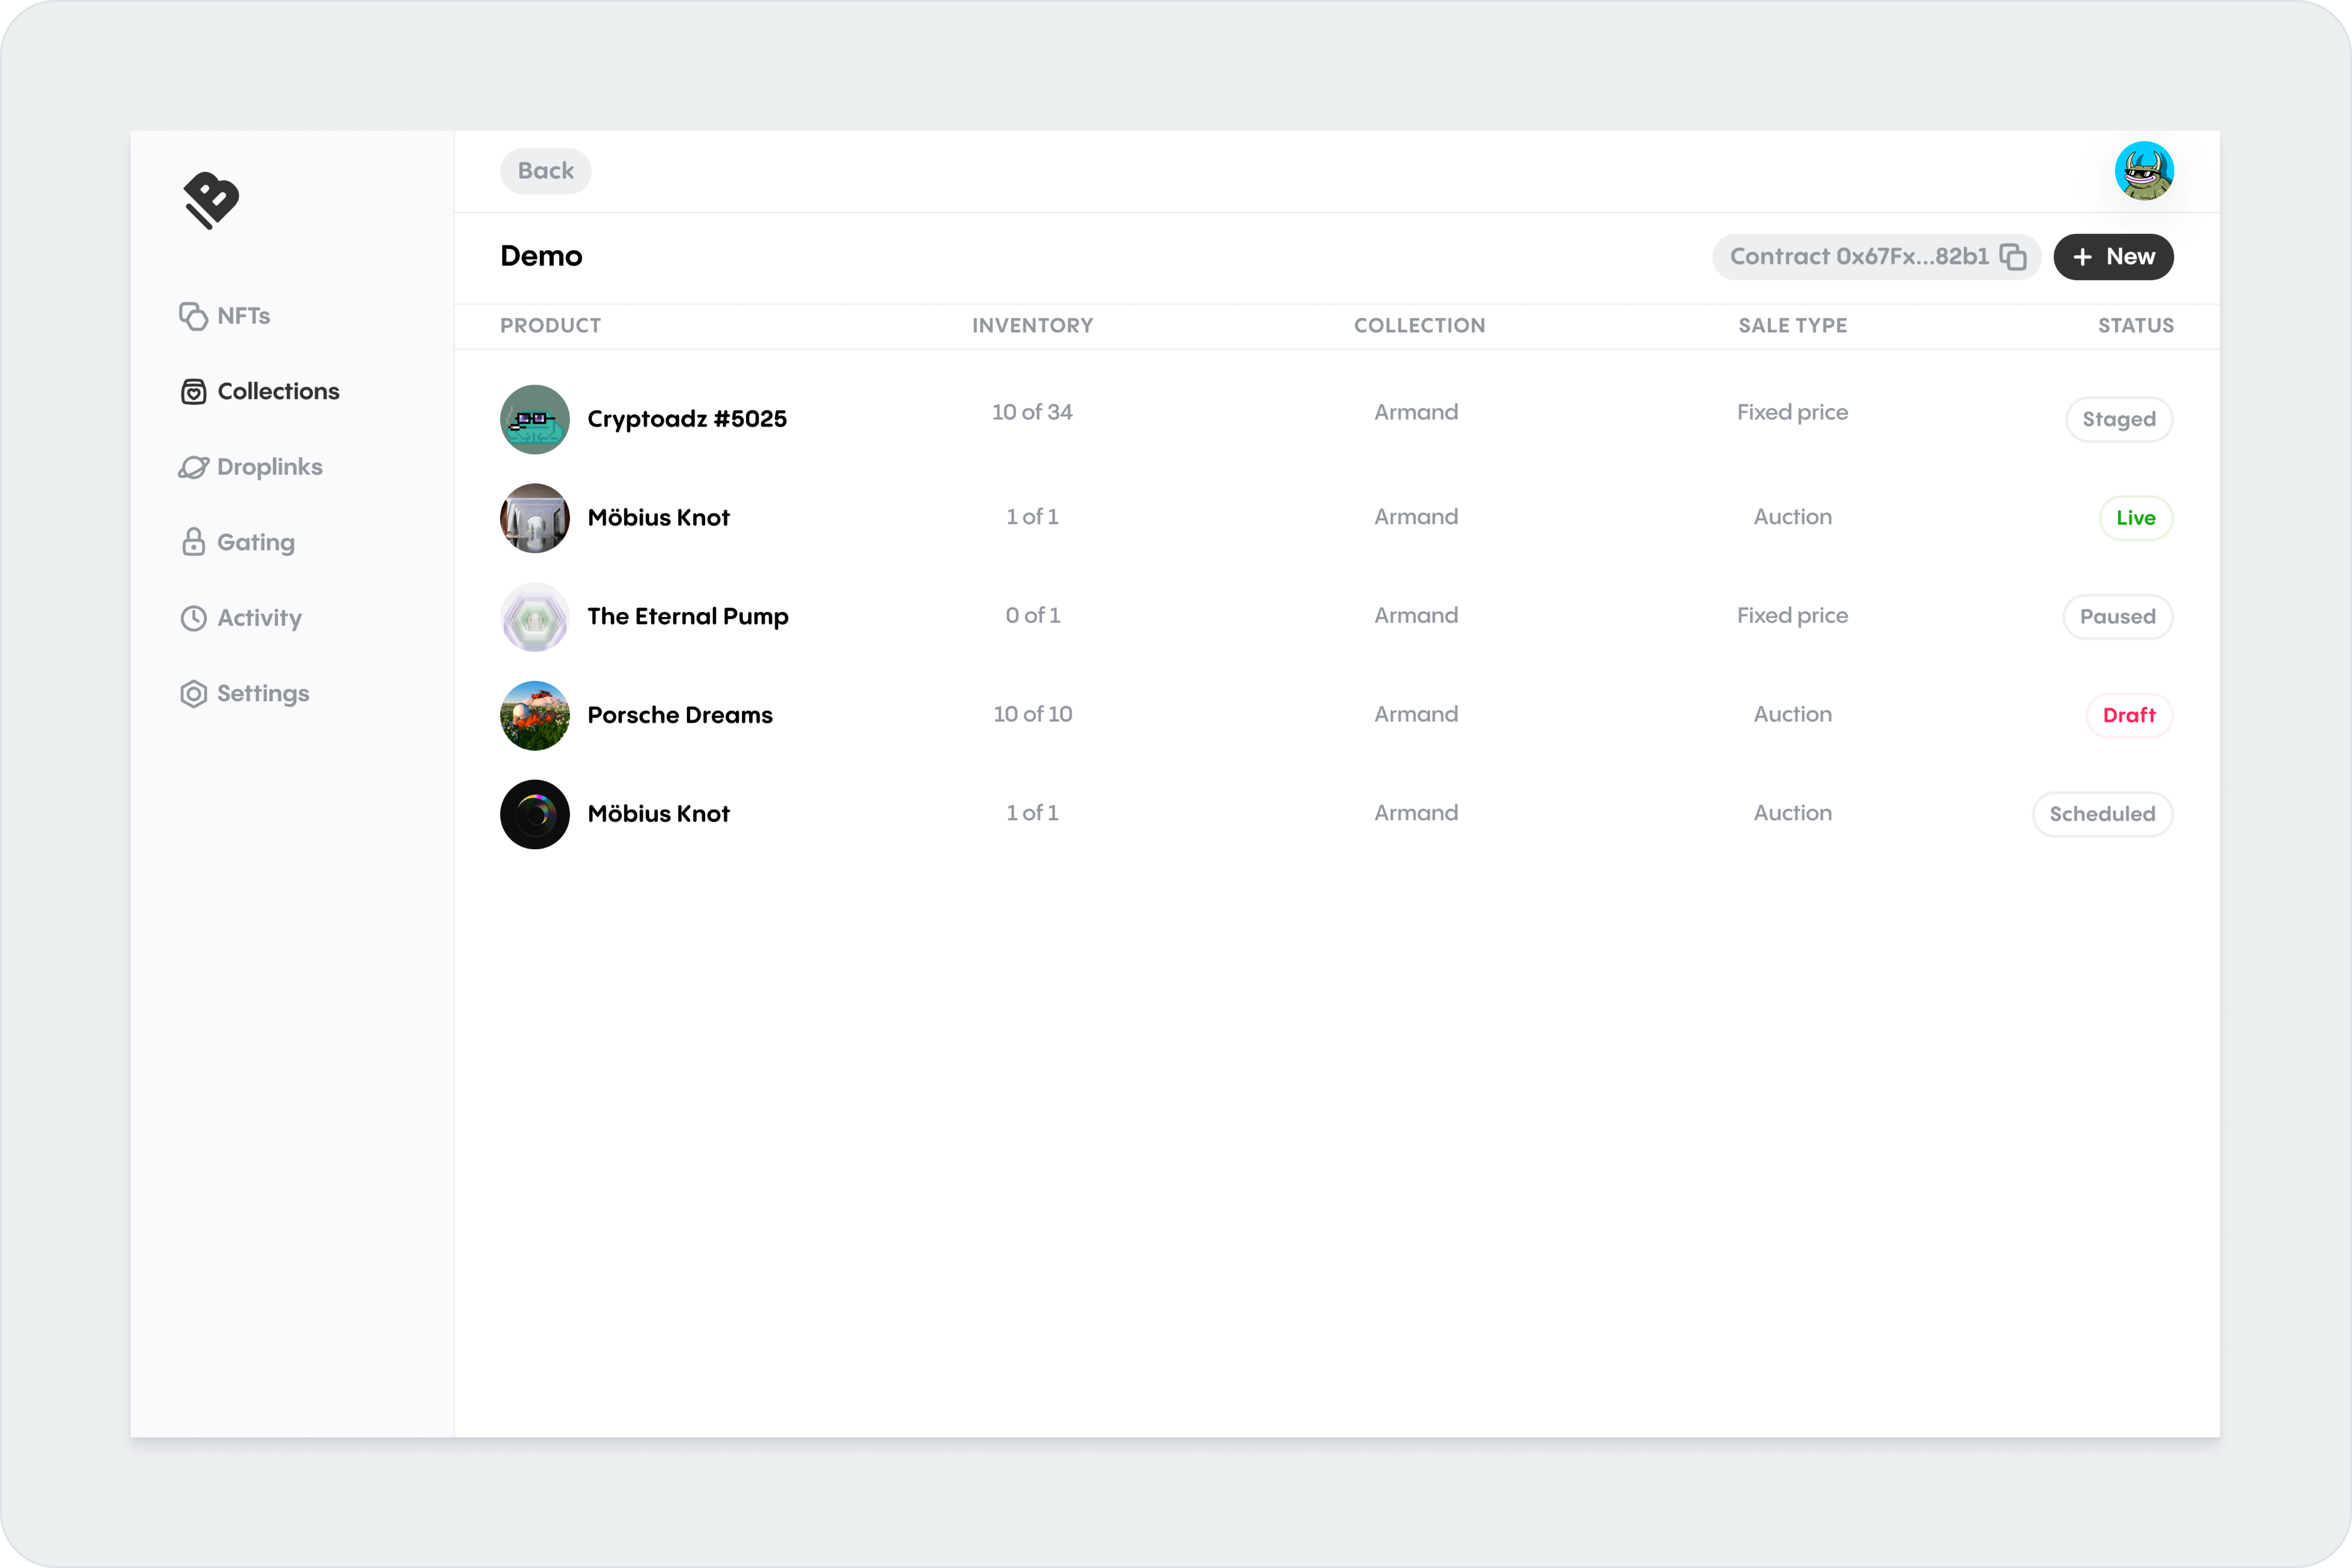 Back
Demo
Contract 0x67Fx...82b1
+ New
NFTs
Collections
Droplinks
Gating
Activity
Settings
PRODUCT INVENTORY COLLECTION SALE TYPE STATUS
Cryptoadz #5025 10 of 34 Armand Fixed price Staged
Möbius Knot 1 of 1 Armand Auction Live
The Eternal Pump 0 of 1 Armand Fixed price Paused
Porsche Dreams 10 of 10 Armand Auction Draft
Möbius Knot 1 of 1 Armand Auction Scheduled